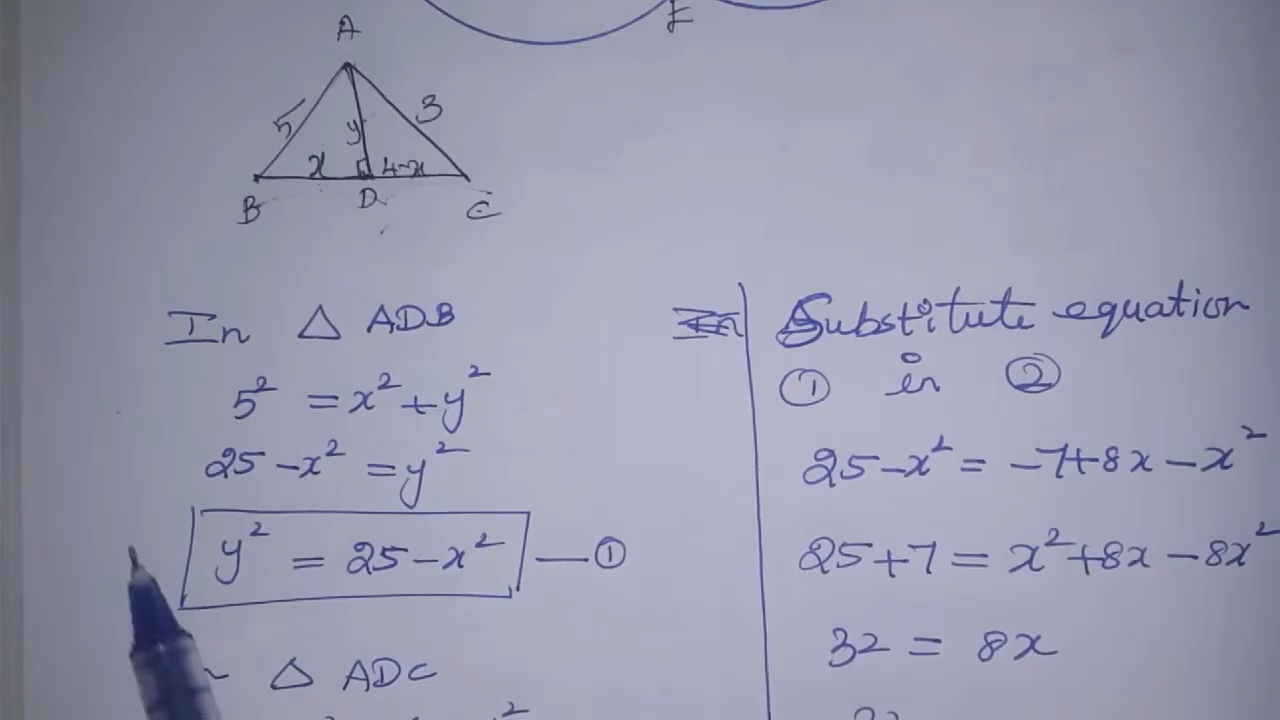 E
A
5 3
y
x 4-x
B D C
In △ ADB
5² = x² + y²
25 - x² = y²
y² = 25 - x² — ①
△ ADC
Substitute equation
① in ②
25 - x² = -7 + 8x - x²
25 + 7 = x² + 8x - 8x²
32 = 8x